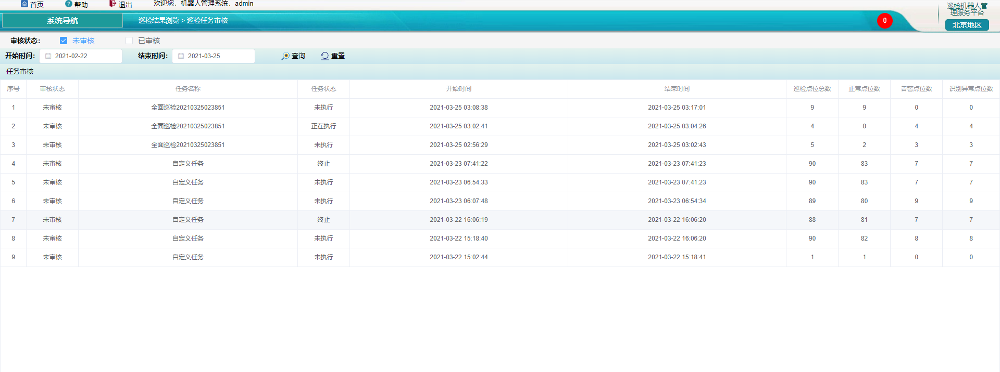 首页 帮助 退出 欢迎您，机器人管理系统，admin
巡检机器人管
理服务平台
北京地区
系统导航 巡检结果浏览 > 巡检任务审核 0
审核状态： 未审核 已审核
开始时间： 2021-02-22 结束时间： 2021-03-25 查询 重置
任务审核
序号 审核状态 任务名称 任务状态 开始时间 结束时间 巡检点位总数 正常点位数 告警点位数 识别异常点位数
1 未审核 全面巡检20210325023851 未执行 2021-03-25 03:08:38 2021-03-25 03:17:01 9 9 0 0
2 未审核 全面巡检20210325023851 正在执行 2021-03-25 03:02:41 2021-03-25 03:04:26 4 0 4 4
3 未审核 全面巡检20210325023851 未执行 2021-03-25 02:56:29 2021-03-25 03:02:43 5 2 3 3
4 未审核 自定义任务 终止 2021-03-23 07:41:22 2021-03-23 07:41:23 90 83 7 7
5 未审核 自定义任务 未执行 2021-03-23 06:54:33 2021-03-23 07:41:23 90 83 7 7
6 未审核 自定义任务 未执行 2021-03-23 06:07:48 2021-03-23 06:54:34 89 80 9 9
7 未审核 自定义任务 终止 2021-03-22 16:06:19 2021-03-22 16:06:20 88 81 7 7
8 未审核 自定义任务 未执行 2021-03-22 15:18:40 2021-03-22 16:06:20 90 82 8 8
9 未审核 自定义任务 未执行 2021-03-22 15:02:44 2021-03-22 15:18:41 1 1 0 0